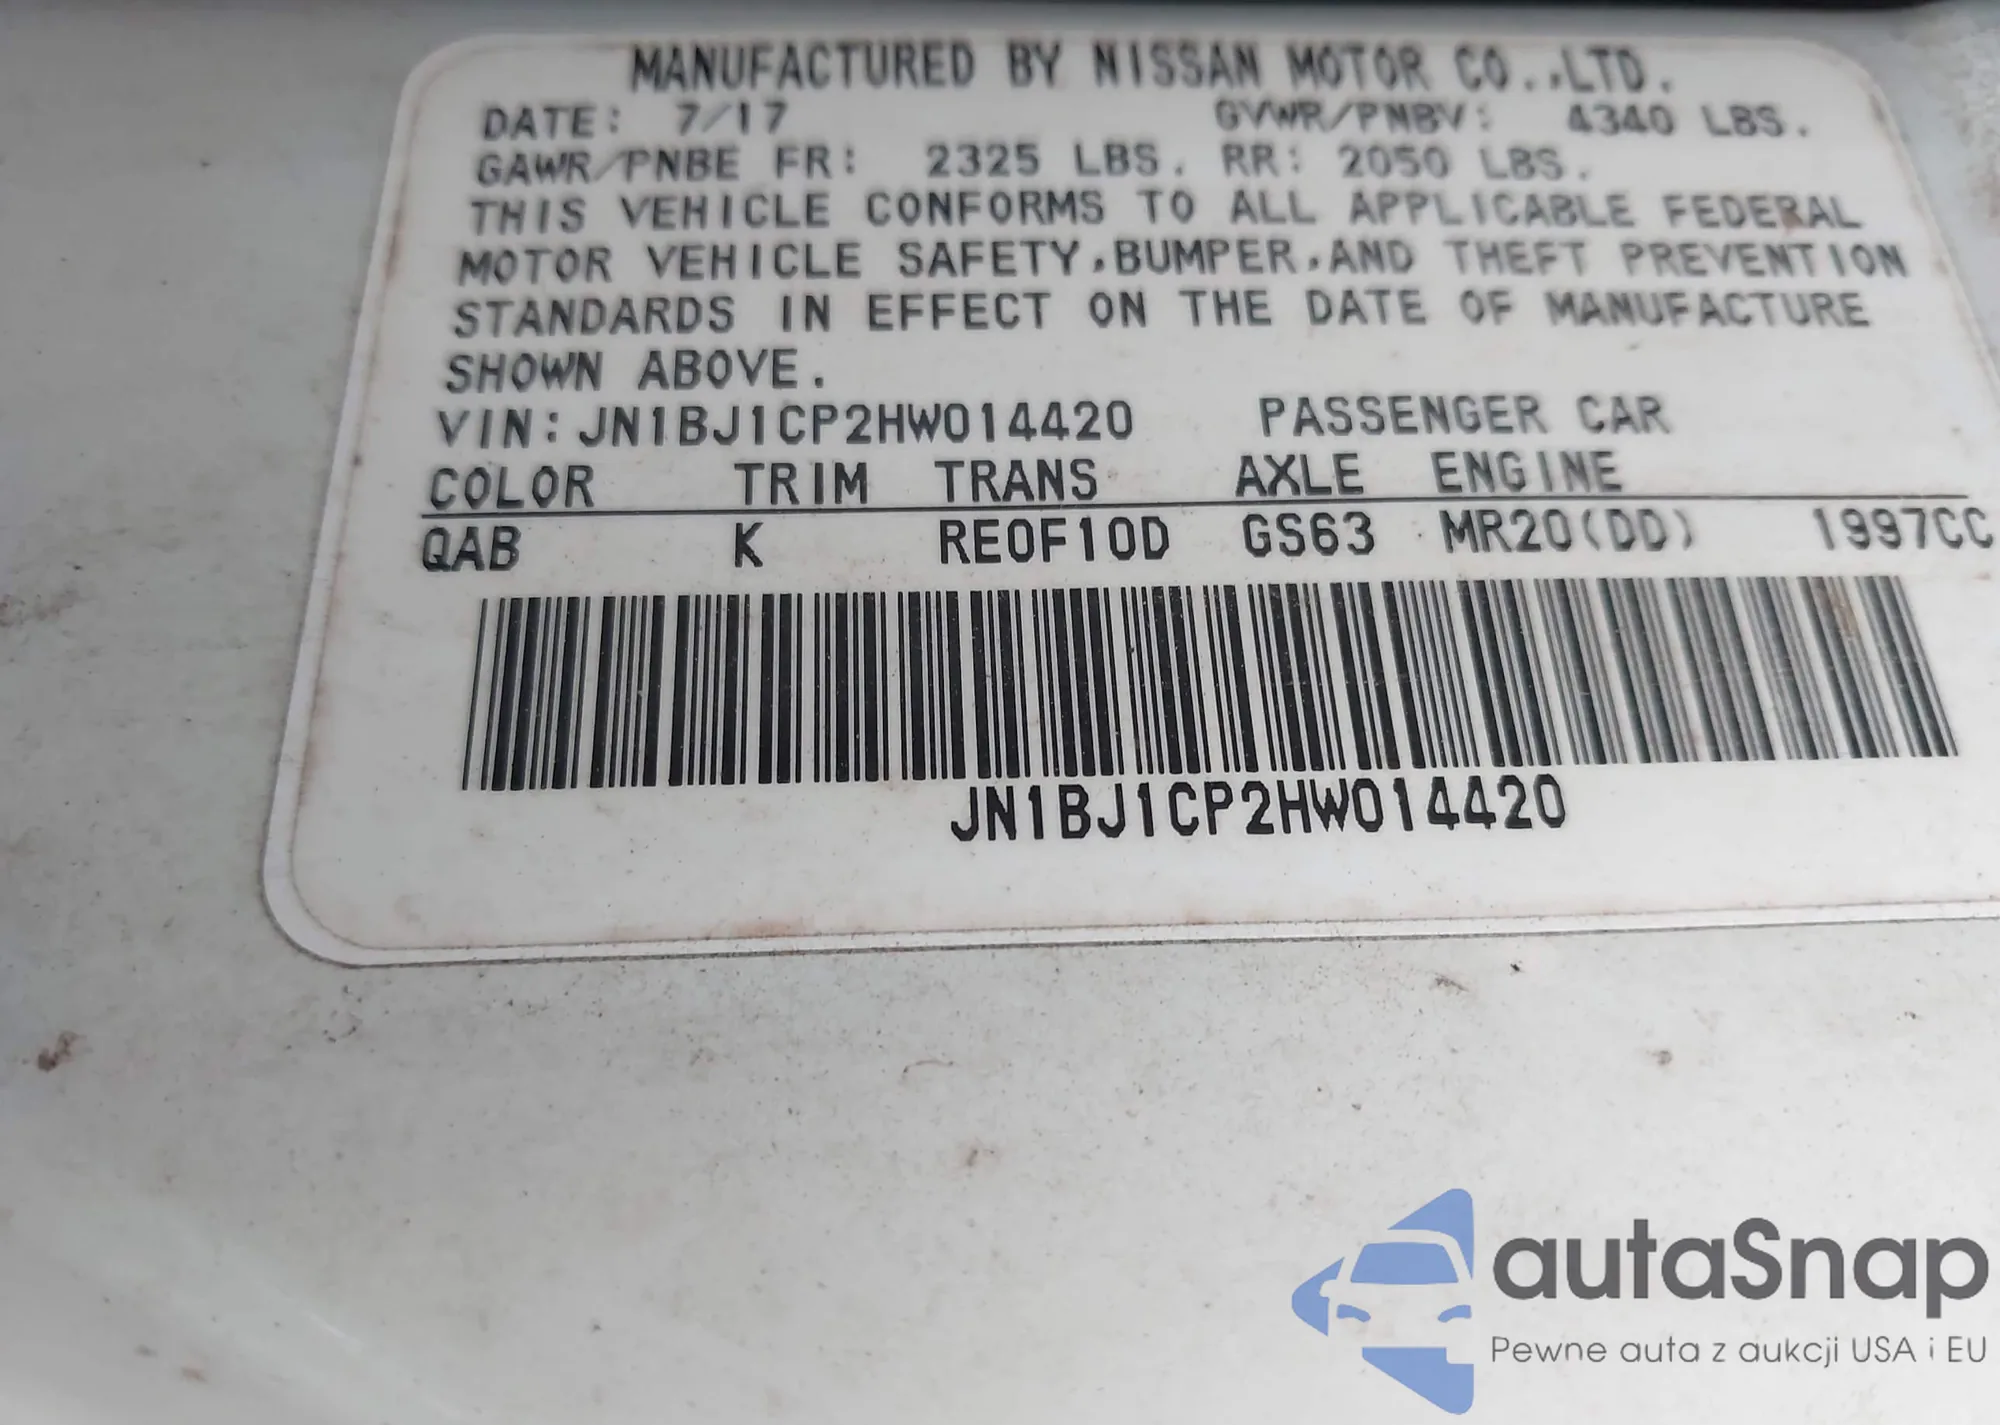 MANUFACTURED BY NISSAN MOTOR CO.,LTD.
DATE: 7/17 GVWR/PNBV: 4340 LBS.
GAWR/PNBE FR: 2325 LBS. RR: 2050 LBS.
THIS VEHICLE CONFORMS TO ALL APPLICABLE FEDERAL
MOTOR VEHICLE SAFETY,BUMPER,AND THEFT PREVENTION
STANDARDS IN EFFECT ON THE DATE OF MANUFACTURE
SHOWN ABOVE.
VIN:JN1BJ1CP2HW014420 PASSENGER CAR
COLOR TRIM TRANS AXLE ENGINE
QAB K RE0F10D GS63 MR20(DD) 1997CC
JN1BJ1CP2HW014420
autaSnap
Pewne auta z aukcji USA i EU